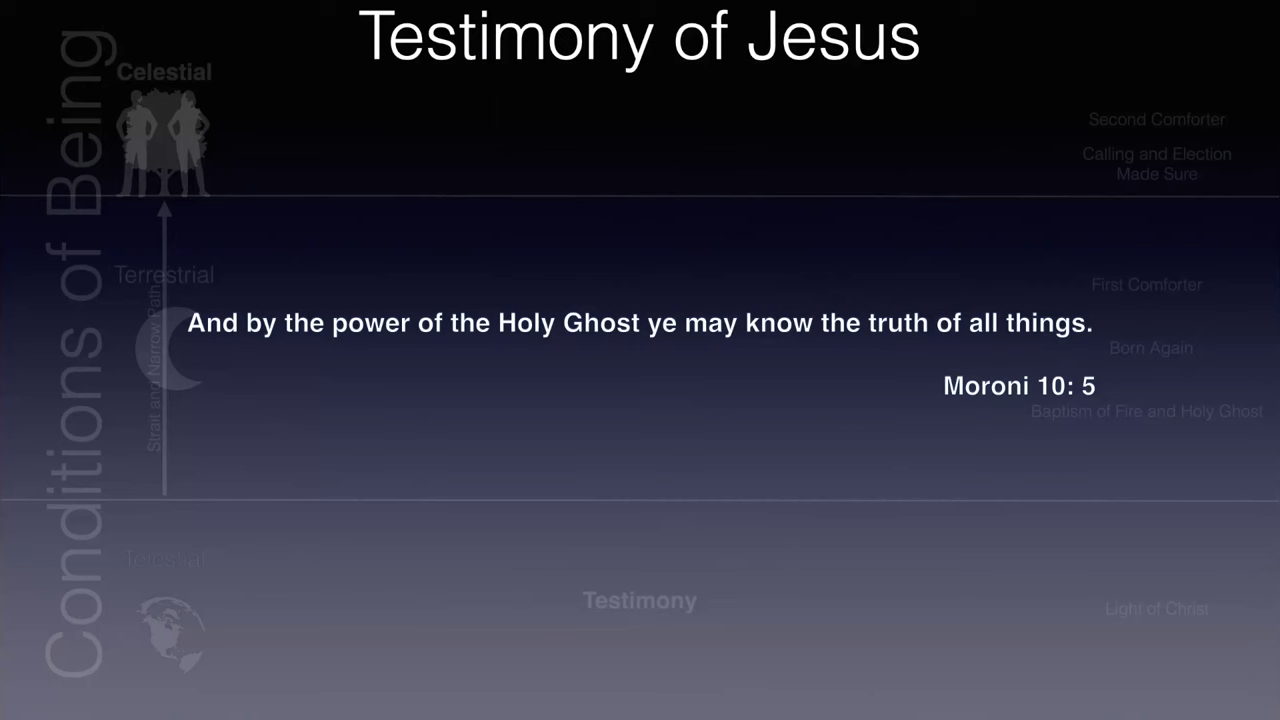 Testimony of Jesus
Conditions of Being
Celestial
Second Comforter
Calling and Election
Made Sure
Terrestrial
First Comforter
Strait and Narrow Path
And by the power of the Holy Ghost ye may know the truth of all things.
Born Again
Moroni 10: 5
Baptism of Fire and Holy Ghost
Telestial
Testimony
Light of Christ